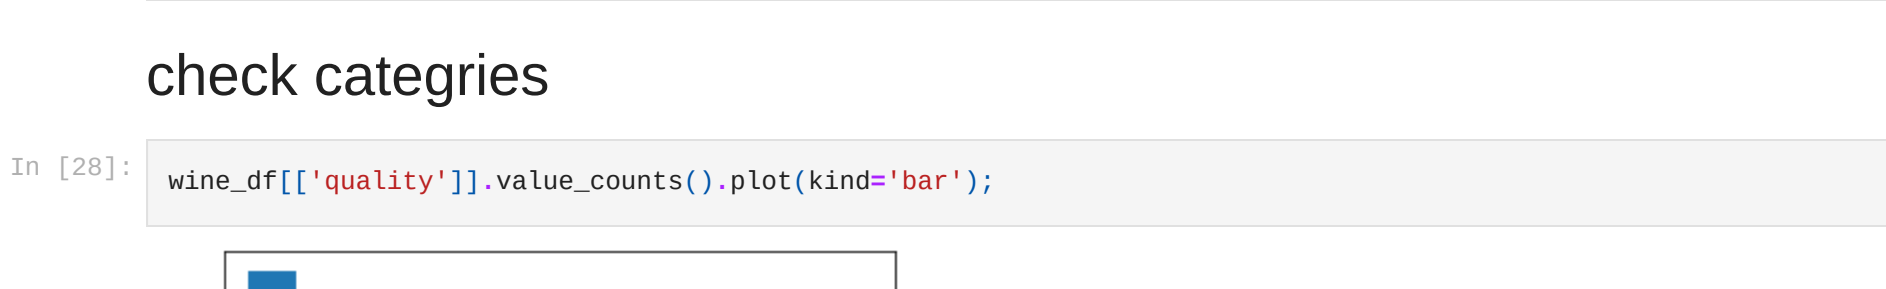 check categries
In [28]:
wine_df[['quality']].value_counts().plot(kind='bar');